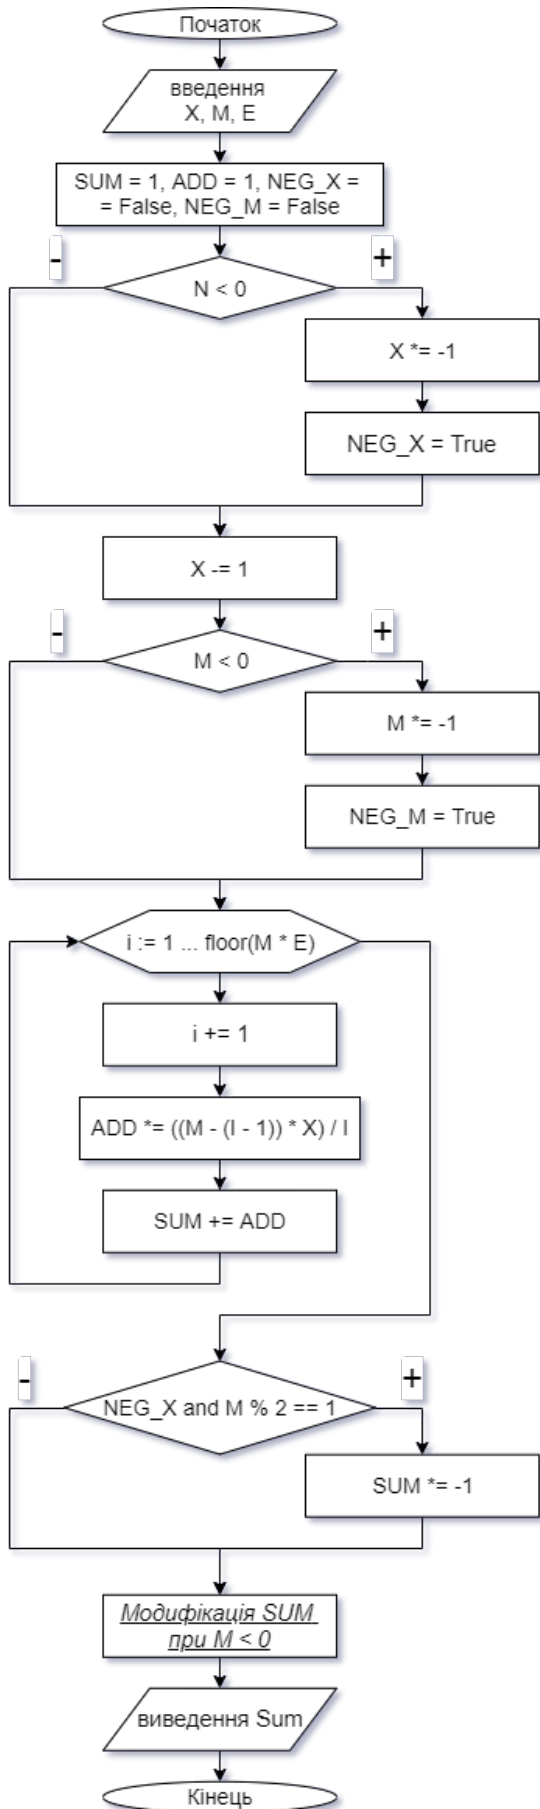 Початок
введення
X, M, E
SUM = 1, ADD = 1, NEG_X =
= False, NEG_M = False
-
+
N < 0
X *= -1
NEG_X = True
X -= 1
-
+
M < 0
M *= -1
NEG_M = True
i := 1 ... floor(M * E)
i += 1
ADD *= ((M - (I - 1)) * X) / I
SUM += ADD
-
+
NEG_X and M % 2 == 1
SUM *= -1
Модифікація SUM
при M < 0
виведення Sum
Кінець